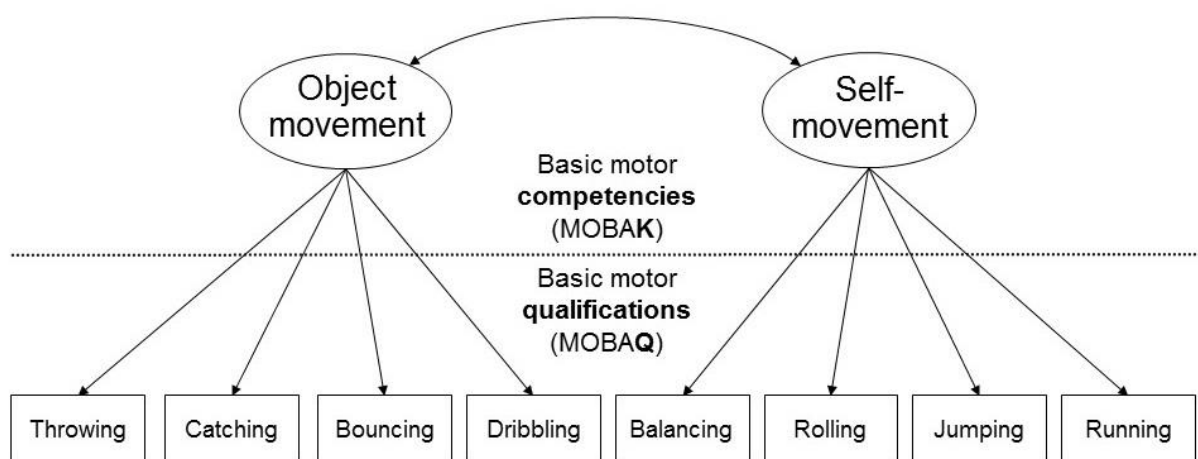 Object
movement
Self-
movement
Basic motor
competencies
(MOBAK)
Basic motor
qualifications
(MOBAQ)
Throwing
Catching
Bouncing
Dribbling
Balancing
Rolling
Jumping
Running